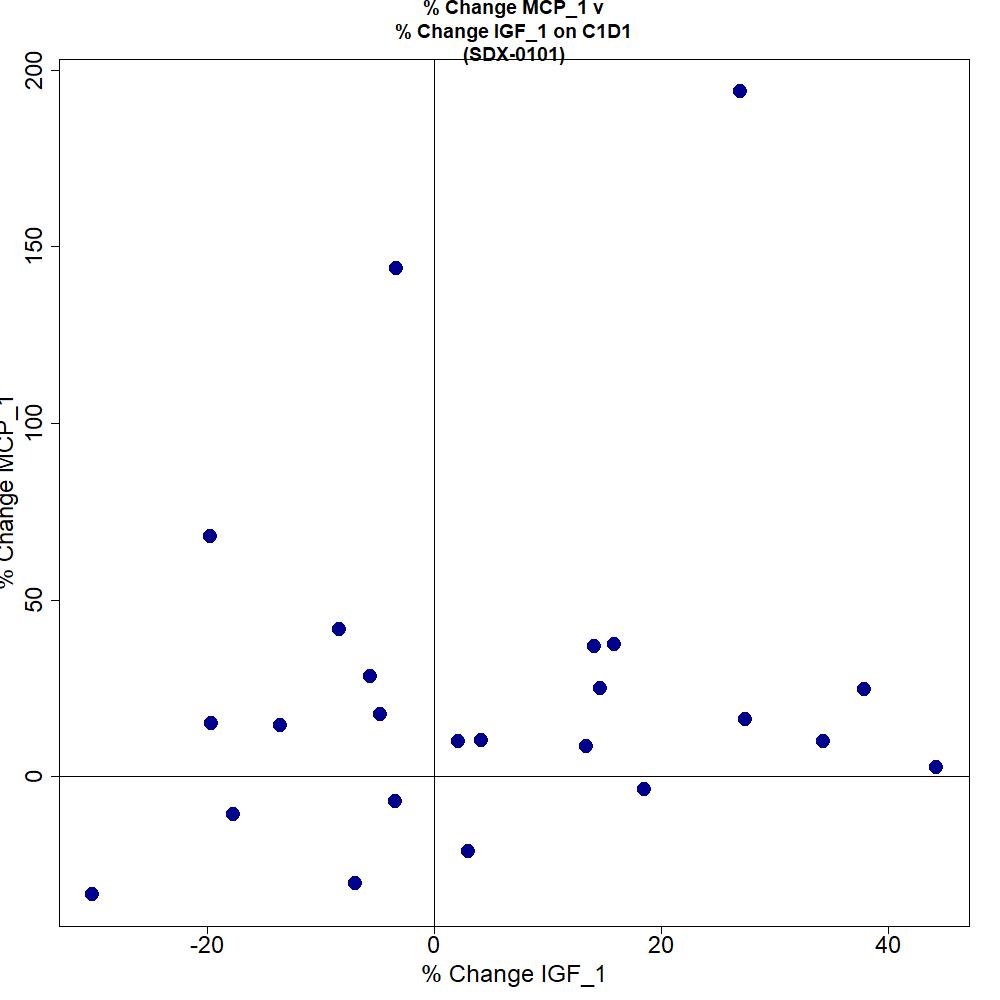 % Change MCP_1 v
% Change IGF_1 on C1D1
(SDX-0101)
200
150
100
50
0
% Change MCP_1
-20
0
20
40
% Change IGF_1